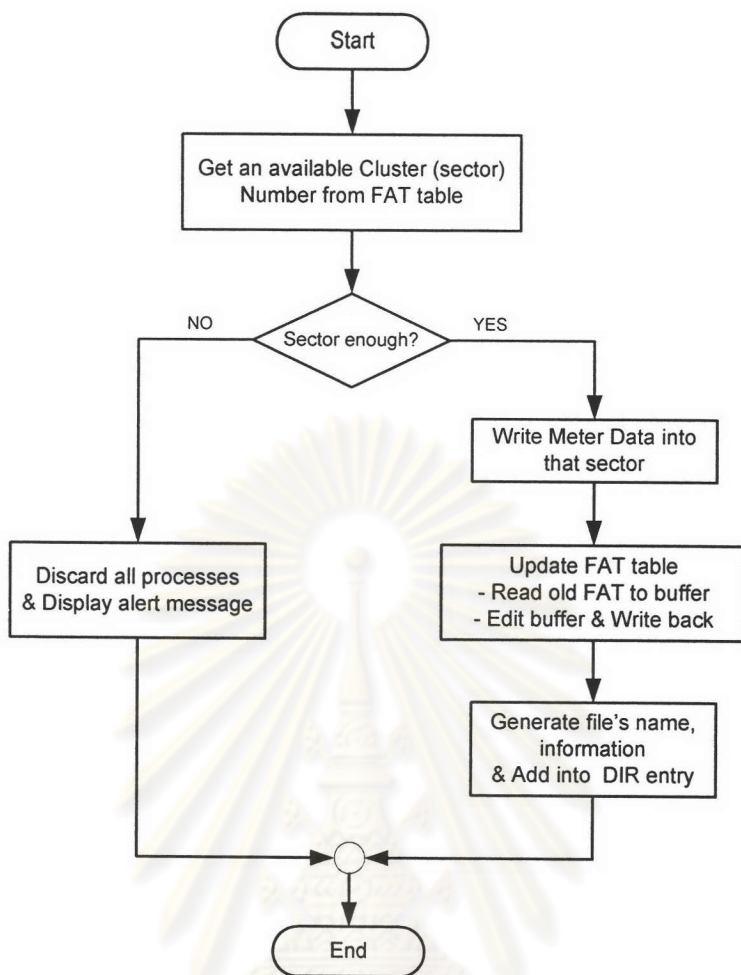 Start
Get an available Cluster (sector)
Number from FAT table
Sector enough?
NO
YES
Write Meter Data into
that sector
Discard all processes
& Display alert message
Update FAT table
- Read old FAT to buffer
- Edit buffer & Write back
Generate file's name,
information
& Add into DIR entry
End